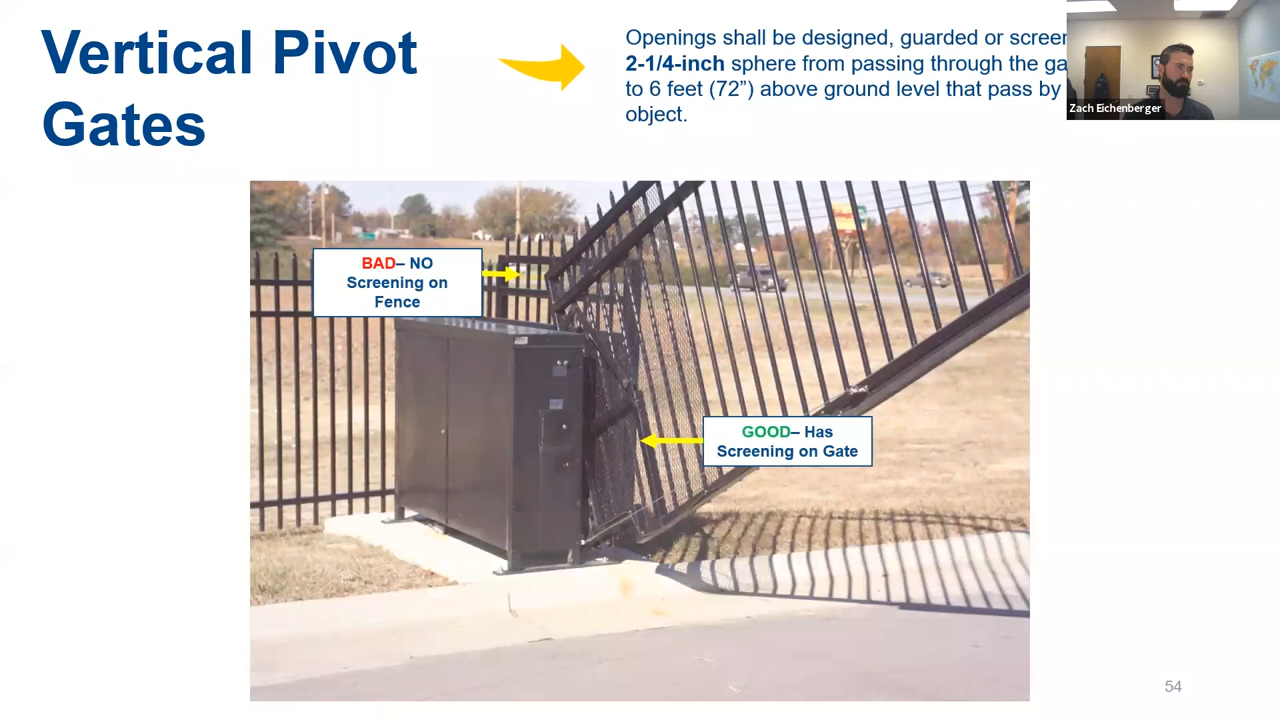 Vertical Pivot
Gates
Openings shall be designed, guarded or
2-1/4-inch sphere from passing through the
to 6 feet (72”) above ground level that pass by
object.
Zach Eichenberger
BAD– NO
Screening on
Fence
GOOD– Has
Screening on Gate
54